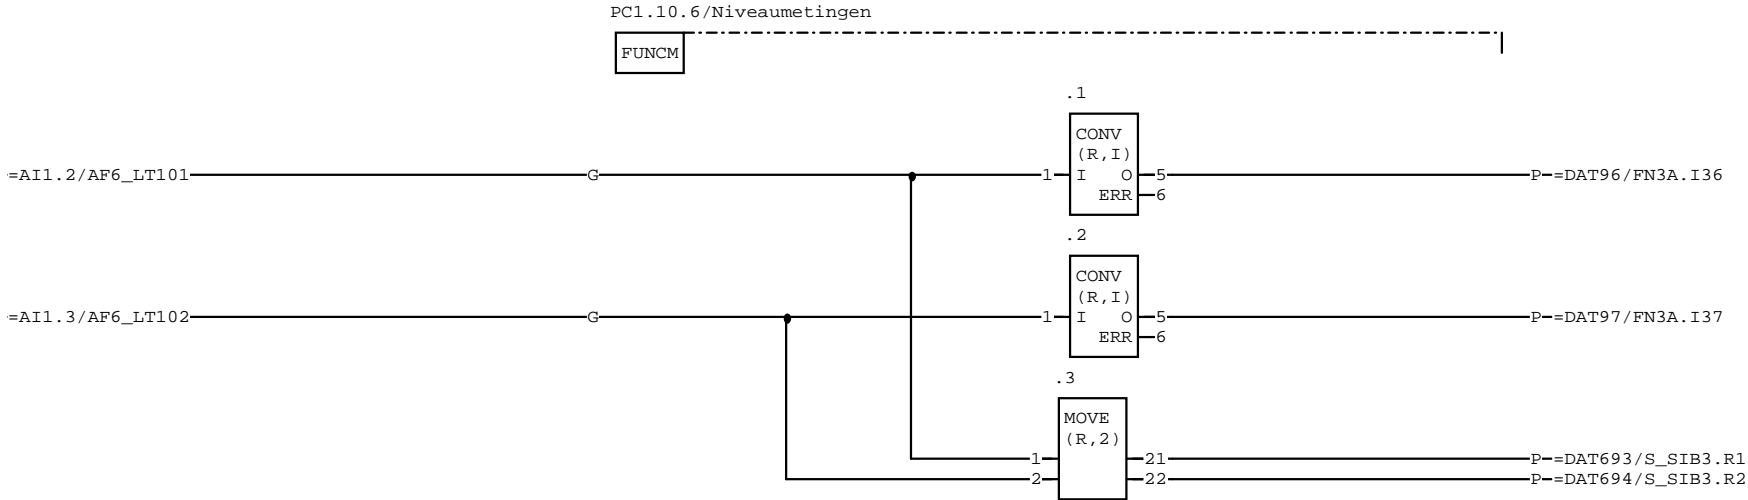 PC1.10.6/Niveaumetingen
FUNCM
.1
CONV
(R,I)
=AI1.2/AF6_LT101 G 1 I O 5 P =DAT96/FN3A.I36
ERR 6
.2
CONV
(R,I)
=AI1.3/AF6_LT102 G 1 I O 5 P =DAT97/FN3A.I37
ERR 6
.3
MOVE
(R,2)
1 21 P =DAT693/S_SIB3.R1
2 22 P =DAT694/S_SIB3.R2